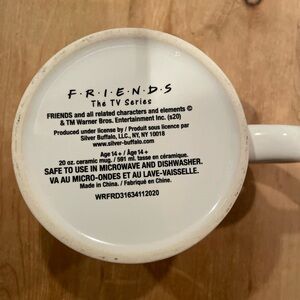 F·R·I·E·N·D·S
The TV Series
FRIENDS and all related characters and elements ©
& TM Warner Bros. Entertainment Inc. (s20)
Produced under licence by / Produit sous licence par
Silver Buffalo, LLC., NY, NY 10018
www.silver-buffalo.com
Age 14+ / Âge 14+
20 oz. ceramic mug. / 591 ml. tasse en céramique.
SAFE TO USE IN MICROWAVE AND DISHWASHER.
VA AU MICRO-ONDES ET AU LAVE-VAISSELLE.
Made in China. / Fabriqué en Chine.
WRFRD31634112020